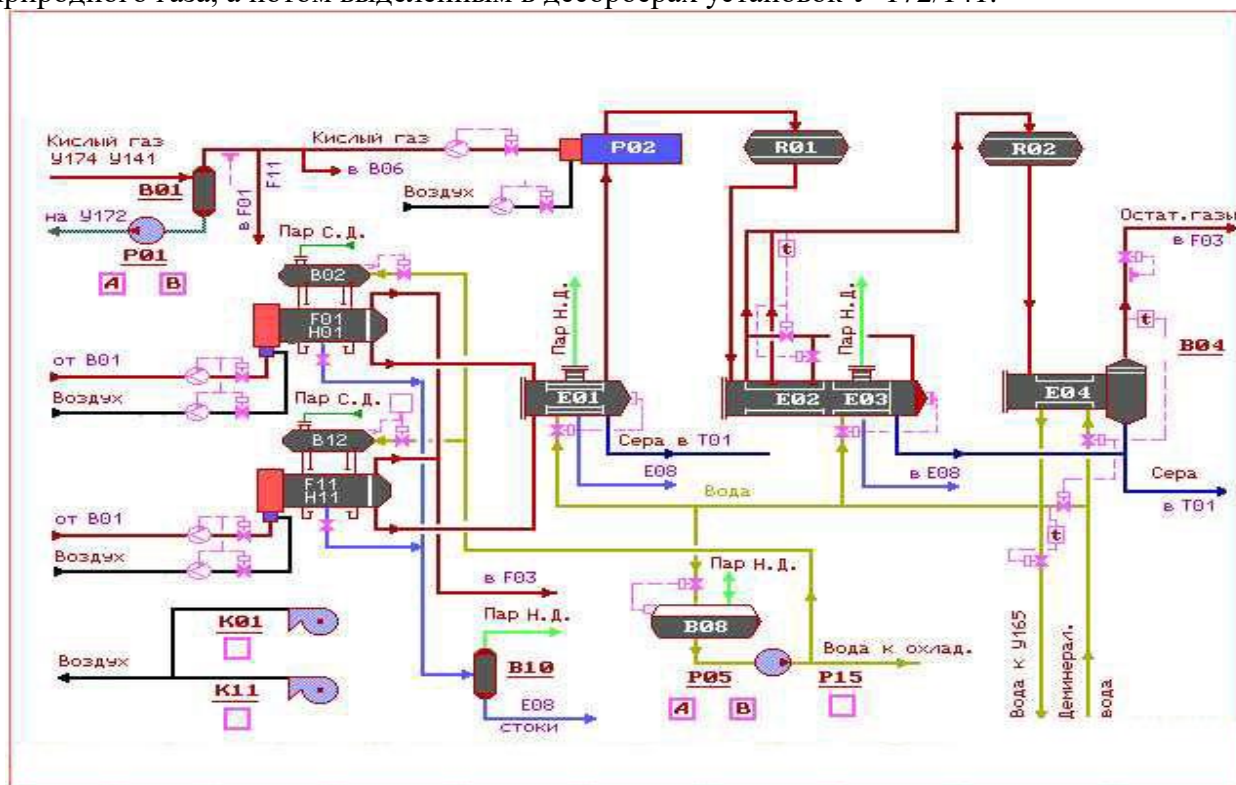 природного газа, а потом выделенным в десорберах установок У-172/141.
Кислый газ
У174 У141
B01
на У172
P01
A
B
в F01
F11
Кислый газ
в B06
Воздух
P02
R01
R02
Остат.газы
в F03
B04
Пар С.Д.
B02
F01
H01
от B01
Воздух
Пар С.Д.
B12
F11
H11
от B01
Воздух
Пар Н.Д.
E01
Сера в T01
E08
t
Пар Н.Д.
E02
E03
в E08
t
E04
Сера
в T01
Вода
t
в F03
Пар Н.Д.
B10
E08
стоки
K01
Воздух
K11
Пар Н.Д.
B08
P05
A
B
Вода к охлад.
P15
Вода к У165
Деминерал.
вода